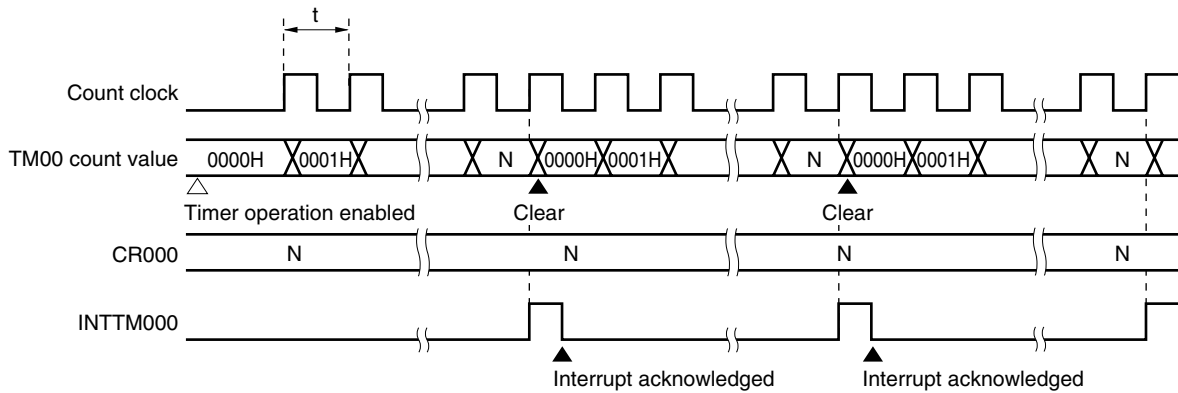 t
Count clock
TM00 count value 0000H 0001H N 0000H 0001H N 0000H 0001H N
Timer operation enabled Clear Clear
CR000 N N N N
INTTM000
Interrupt acknowledged Interrupt acknowledged